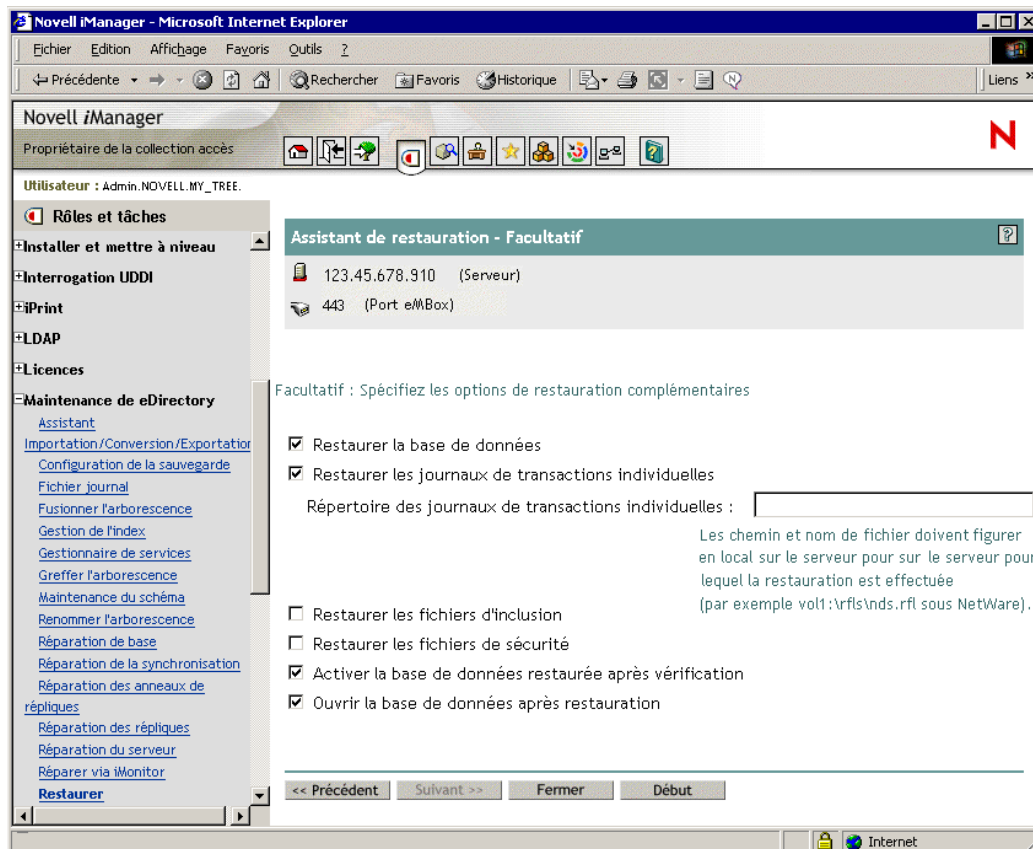 Novell iManager - Microsoft Internet Explorer
Fichier Edition Affichage Favoris Outils ?
Précédente Rechercher Favoris Historique Liens »
Novell iManager
Propriétaire de la collection accès
N
Utilisateur : Admin.NOVELL.MY_TREE.
Rôles et tâches
Installer et mettre à niveau
Interrogation UDDI
iPrint
LDAP
Licences
Maintenance de eDirectory
Assistant
Importation/Conversion/Exportation
Configuration de la sauvegarde
Fichier journal
Fusionner l'arborescence
Gestion de l'index
Gestionnaire de services
Greffer l'arborescence
Maintenance du schéma
Renommer l'arborescence
Réparation de base
Réparation de la synchronisation
Réparation des anneaux de
répliques
Réparation des répliques
Réparation du serveur
Réparer via iMonitor
Restaurer
Assistant de restauration - Facultatif ?
123.45.678.910 (Serveur)
443 (Port eMBox)
Facultatif : Spécifiez les options de restauration complémentaires
Restaurer la base de données
Restaurer les journaux de transactions individuelles
Répertoire des journaux de transactions individuelles :
Les chemin et nom de fichier doivent figurer
en local sur le serveur pour sur le serveur pour
lequel la restauration est effectuée
(par exemple vol1:\rfls\nds.rfl sous NetWare).
Restaurer les fichiers d'inclusion
Restaurer les fichiers de sécurité
Activer la base de données restaurée après vérification
Ouvrir la base de données après restauration
<< Précédent Suivant >> Fermer Début
Internet